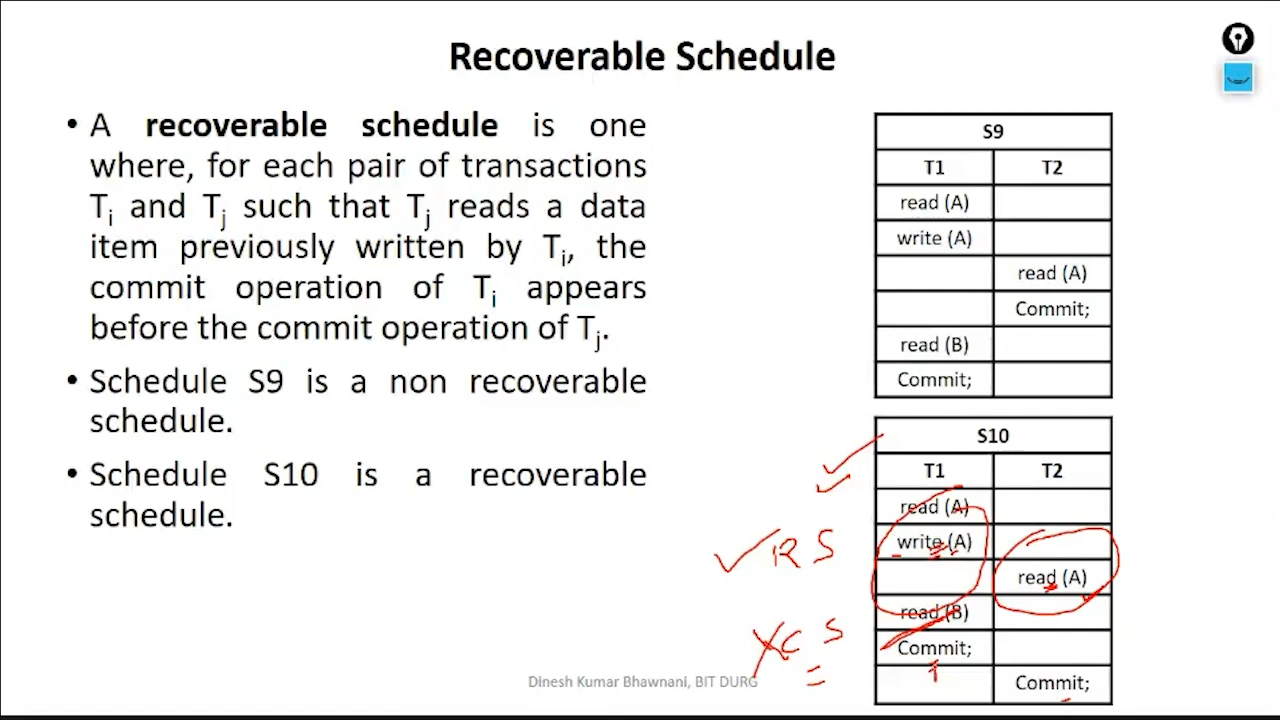 Recoverable Schedule
• A recoverable schedule is one
where, for each pair of transactions
Ti and Tj such that Tj reads a data
item previously written by Ti, the
commit operation of Ti appears
before the commit operation of Tj.
• Schedule S9 is a non recoverable
schedule.
• Schedule S10 is a recoverable
schedule.
S9
T1 T2
read (A)
write (A)
read (A)
Commit;
read (B)
Commit;
S10
T1 T2
read (A)
write (A)
read (A)
read (B)
Commit;
Commit;
RS
CS
Dinesh Kumar Bhawnani, BIT DURG